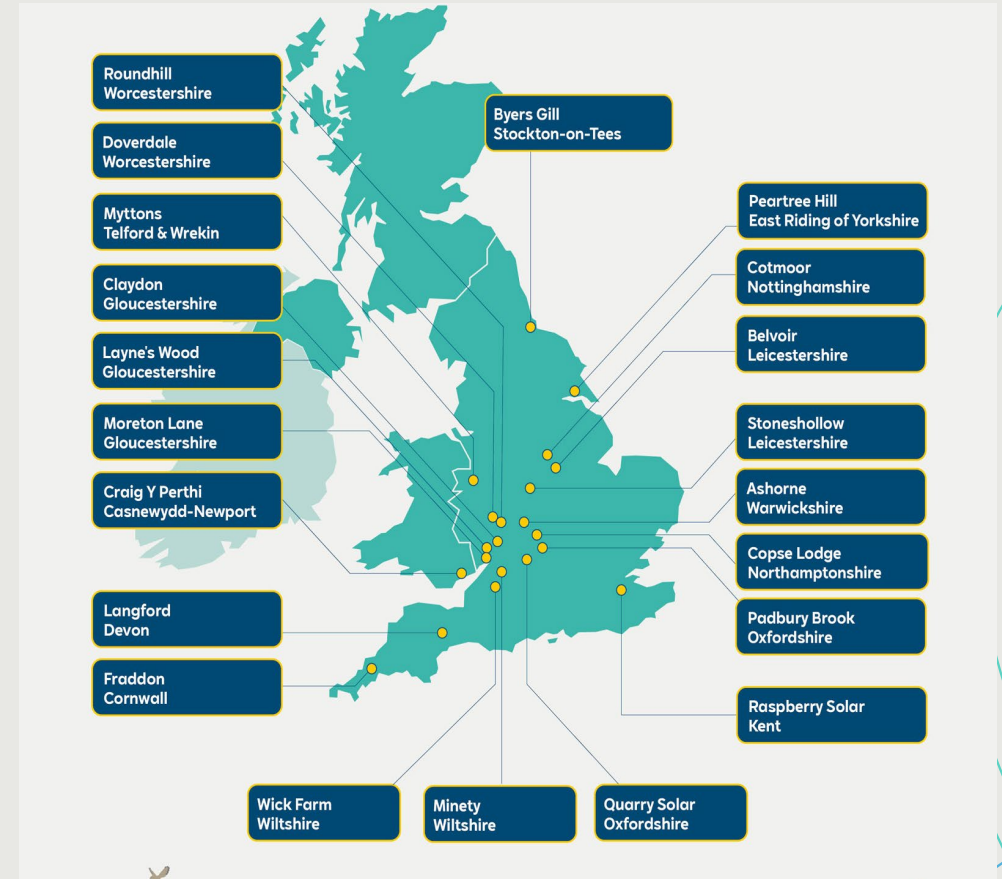 Roundhill
Worcestershire
Doverdale
Worcestershire
Myttons
Telford & Wrekin
Claydon
Gloucestershire
Layne's Wood
Gloucestershire
Moreton Lane
Gloucestershire
Craig Y Perthi
Casnewydd-Newport
Langford
Devon
Fraddon
Cornwall
Byers Gill
Stockton-on-Tees
Peartree Hill
East Riding of Yorkshire
Cotmoor
Nottinghamshire
Belvoir
Leicestershire
Stoneshollow
Leicestershire
Ashorne
Warwickshire
Copse Lodge
Northamptonshire
Padbury Brook
Oxfordshire
Raspberry Solar
Kent
Wick Farm
Wiltshire
Minety
Wiltshire
Quarry Solar
Oxfordshire